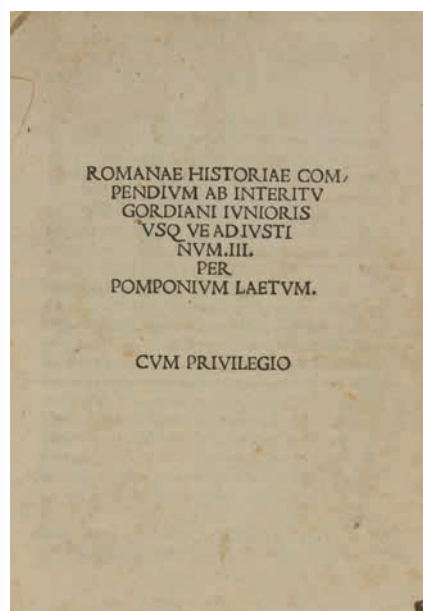 ROMANAE HISTORIAE COM,
PENDIVM AB INTERITV
GORDIANI IVNIORIS
VSQ VE AD IVSTI
NVM.III.
PER
POMPONIVM LAETVM.
CVM PRIVILEGIO